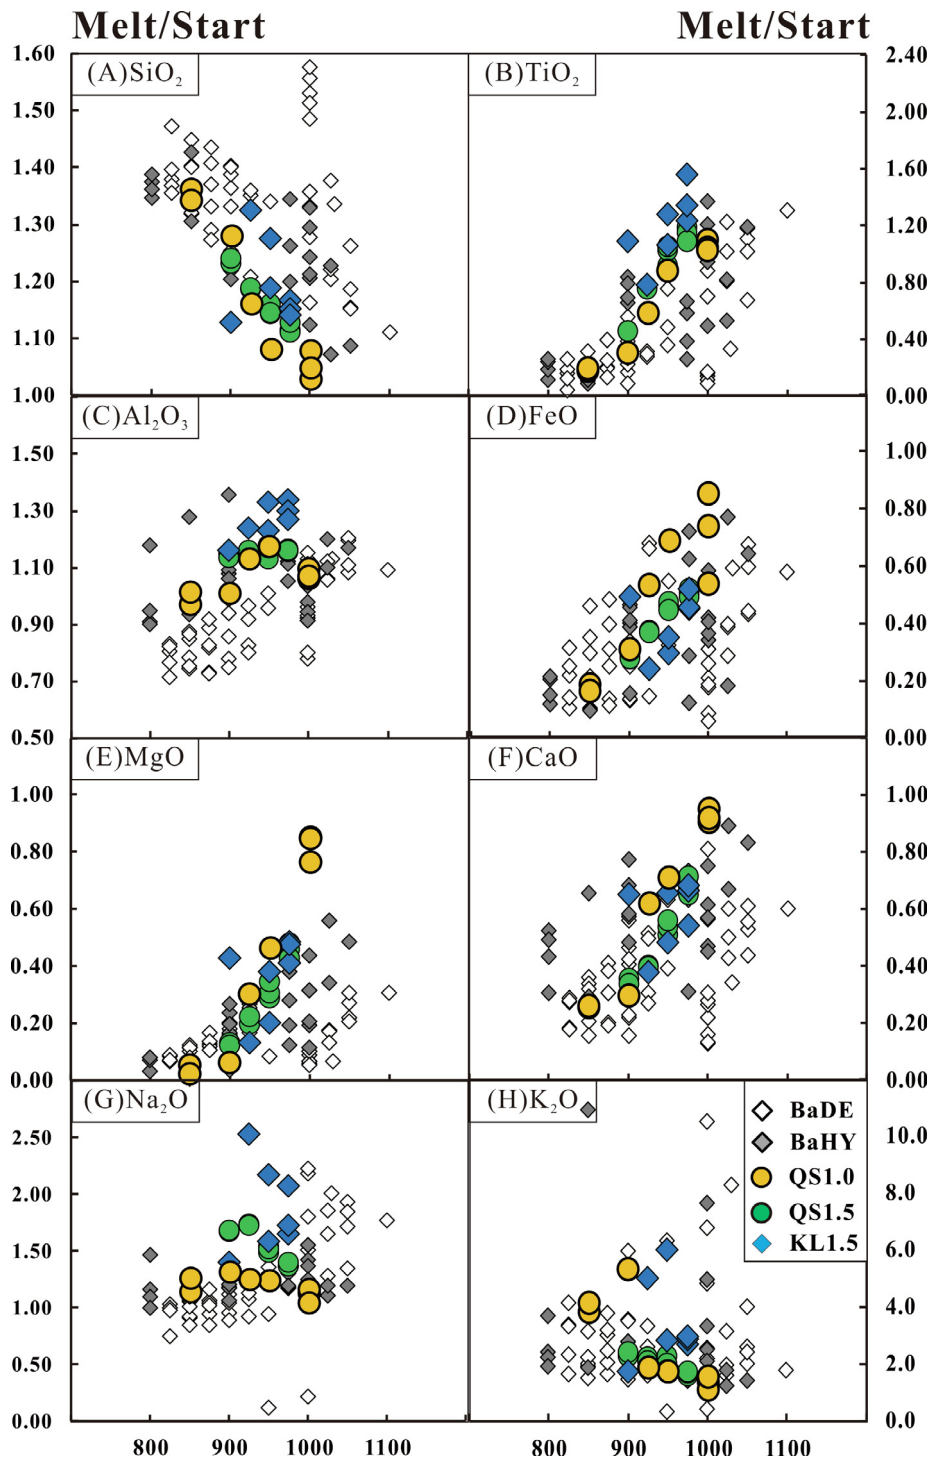 Melt/Start Melt/Start
1.60 (A)SiO₂ (B)TiO₂ 2.40
1.50 2.00
1.40 1.60
1.30 1.20
1.20 0.80
1.10 0.40
1.00 0.00
(C)Al₂O₃ (D)FeO
1.50 1.00
1.30 0.80
1.10 0.60
0.90 0.40
0.70 0.20
0.50 0.00
(E)MgO (F)CaO
1.00 1.00
0.80 0.80
0.60 0.60
0.40 0.40
0.20 0.20
0.00 0.00
(G)Na₂O (H)K₂O
BaDE
2.50 10.0
BaHY
QS1.0
2.00 8.0
QS1.5
KL1.5
1.50 6.0
1.00 4.0
0.50 2.0
0.00 0.0
800 900 1000 1100 800 900 1000 1100